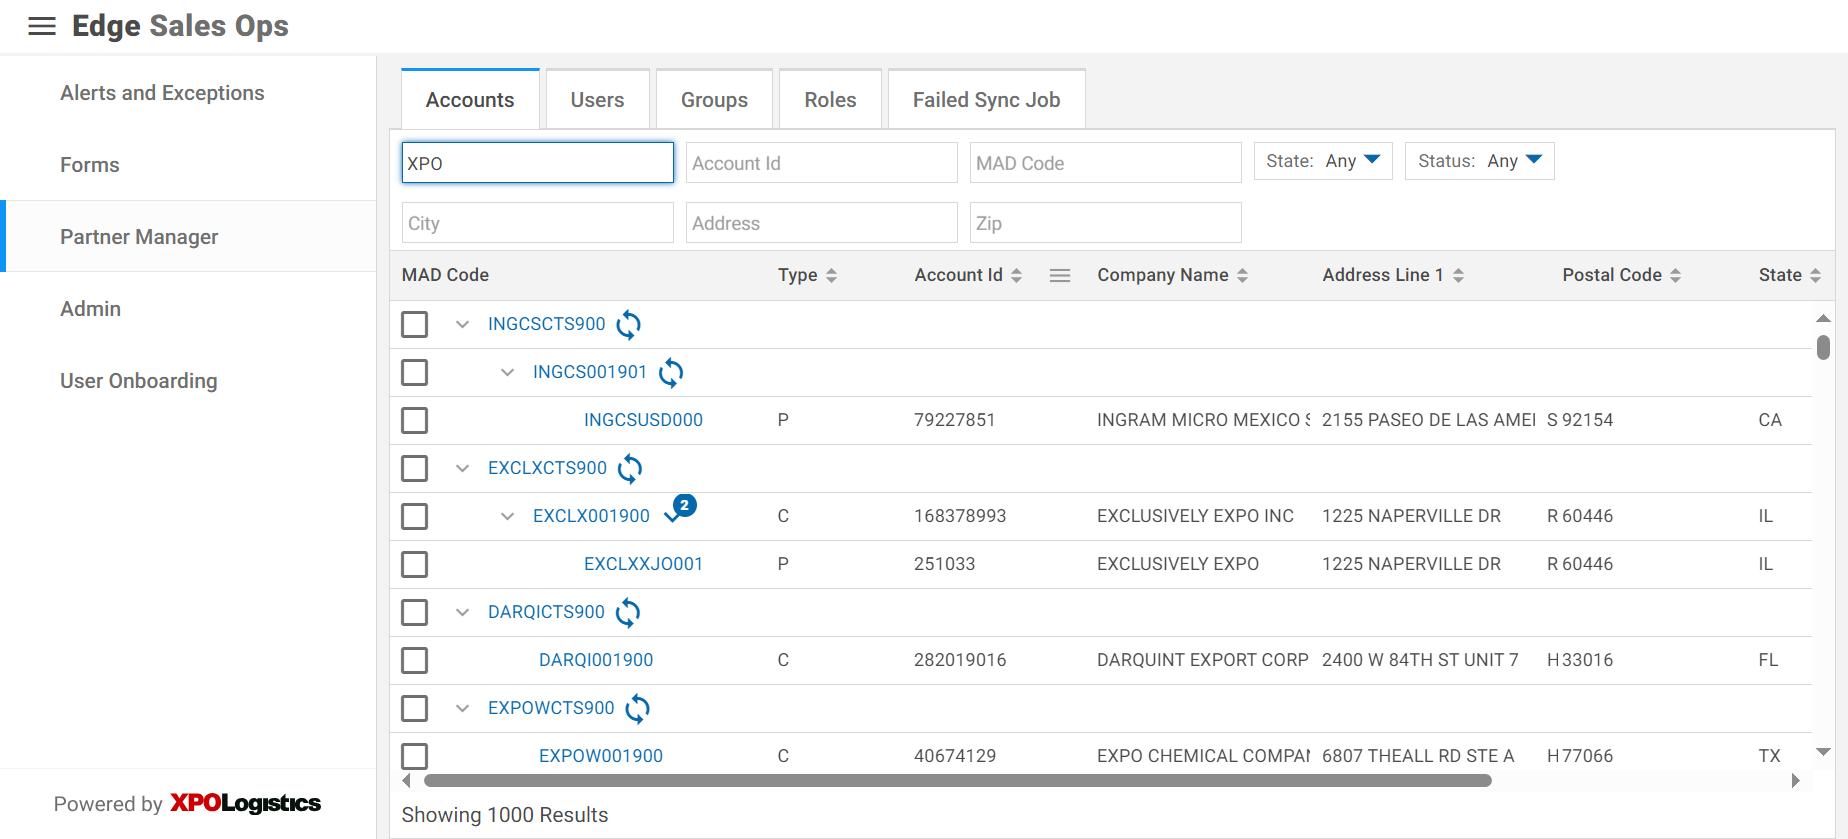 Edge Sales Ops
Alerts and Exceptions
Forms
Partner Manager
Admin
User Onboarding
Powered by XPOLogistics
Accounts Users Groups Roles Failed Sync Job
XPO Account Id MAD Code State: Any Status: Any
City Address Zip
MAD Code Type Account Id Company Name Address Line 1 Postal Code State
INGCSCTS900
INGCS001901
INGCSUSD000 P 79227851 INGRAM MICRO MEXICO S 2155 PASEO DE LAS AMEI S 92154 CA
EXCLXCTS900
EXCLX001900 2 C 168378993 EXCLUSIVELY EXPO INC 1225 NAPERVILLE DR R 60446 IL
EXCLXXJO001 P 251033 EXCLUSIVELY EXPO 1225 NAPERVILLE DR R 60446 IL
DARQICTS900
DARQI001900 C 282019016 DARQUINT EXPORT CORP 2400 W 84TH ST UNIT 7 H 33016 FL
EXPOWCTS900
EXPOW001900 C 40674129 EXPO CHEMICAL COMPAN 6807 THEALL RD STE A H 77066 TX
Showing 1000 Results